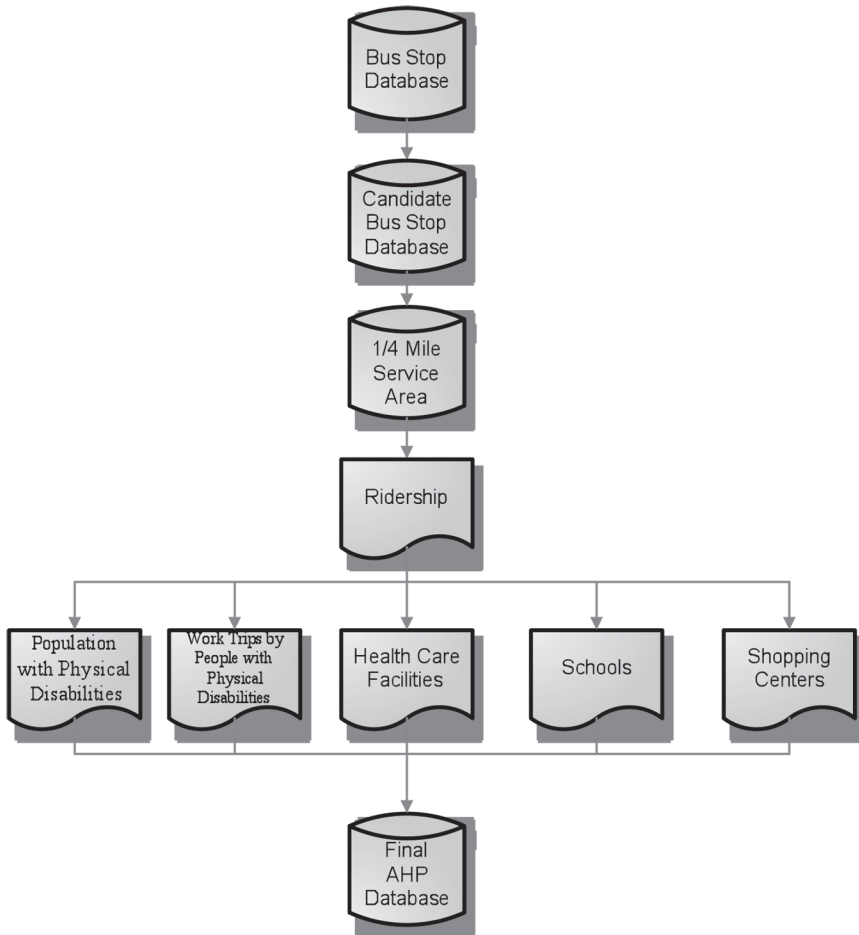 Bus Stop
Database
Candidate
Bus Stop
Database
1/4 Mile
Service
Area
Ridership
Population
with Physical
Disabilities
Work Trips by
People with
Physical
Disabilities
Health Care
Facilities
Schools
Shopping
Centers
Final
AHP
Database